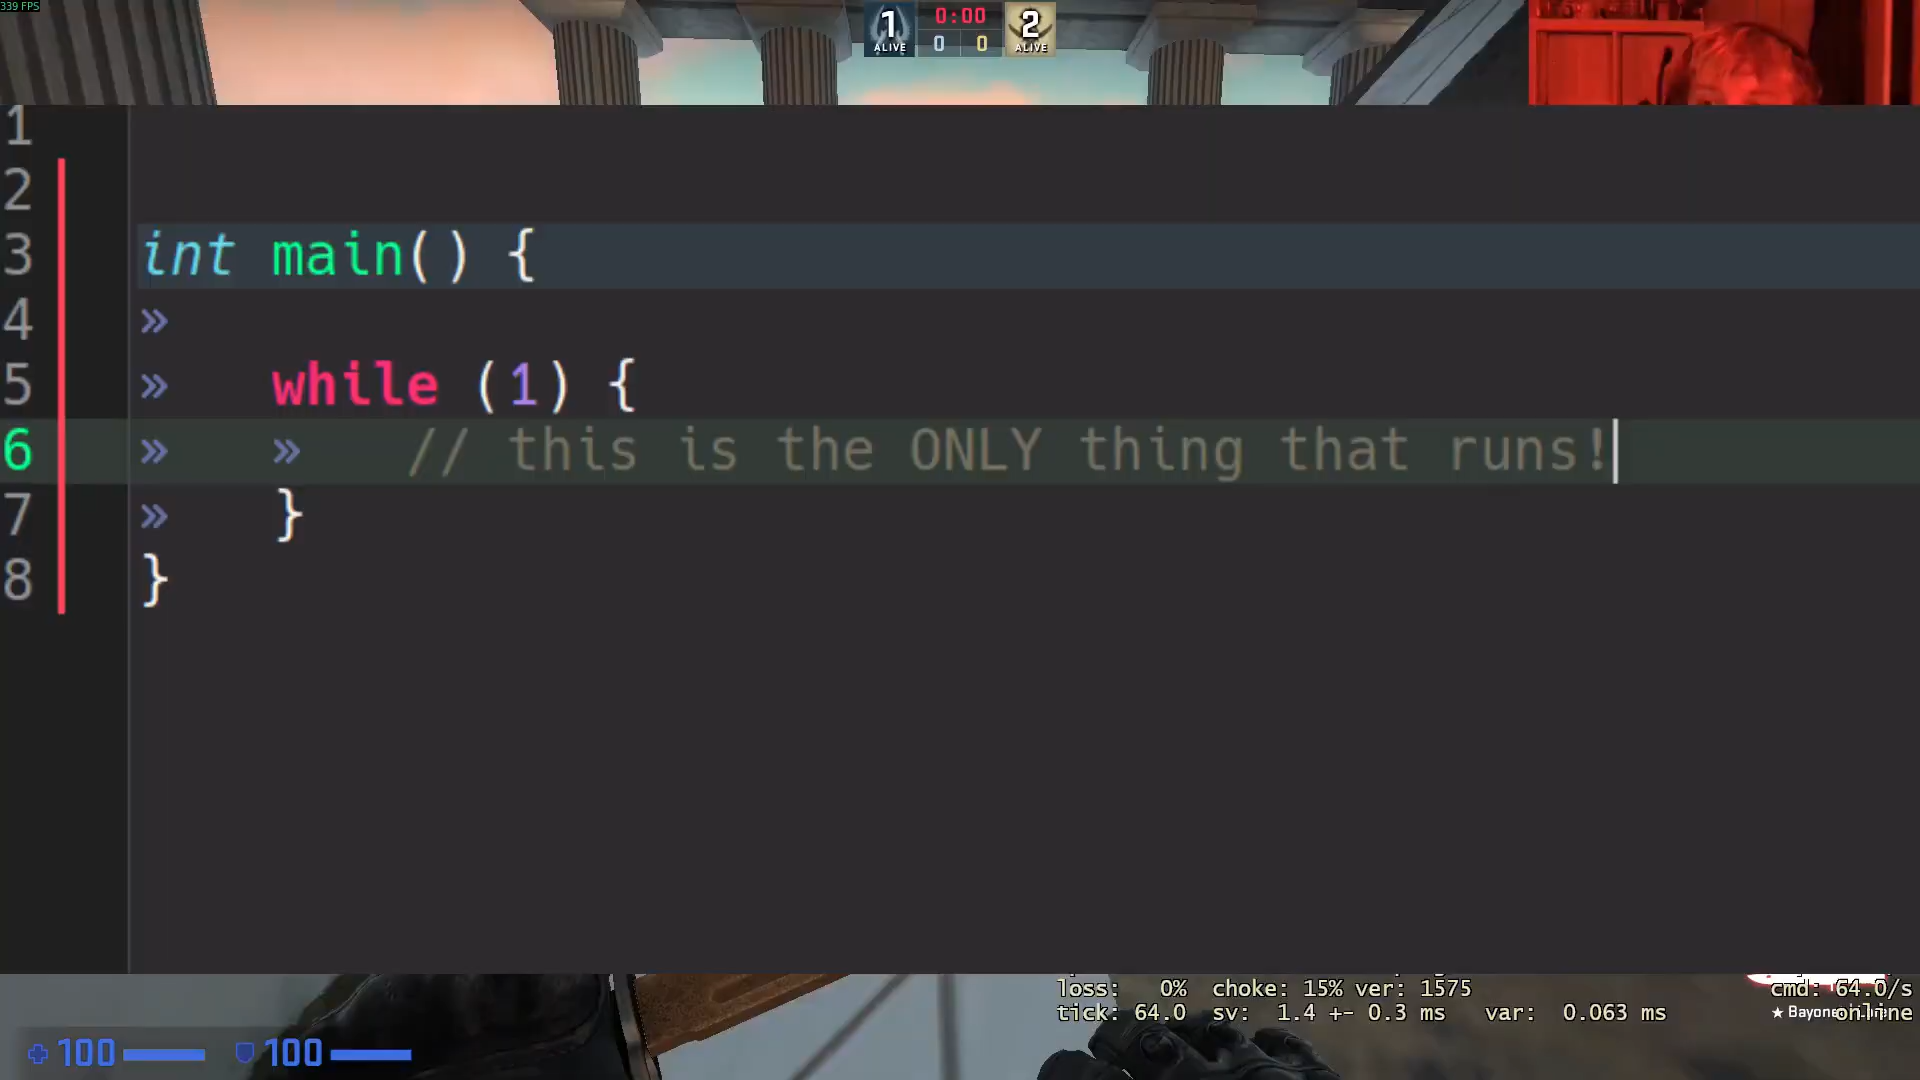 339 FPS
1 0:00 2
ALIVE 0 0 ALIVE
1
2
3 int main() {
4 »
5 » while (1) {
6 » » // this is the ONLY thing that runs!
7 » }
8 }
loss: 0% choke: 15% ver: 1575 cmd: 64.0/s
tick: 64.0 sv: 1.4 +- 0.3 ms var: 0.063 ms online
100 100